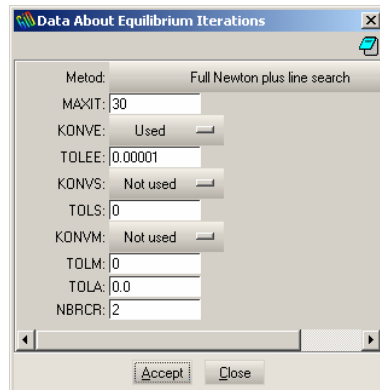 Data About Equilibrium Iterations
Metod: Full Newton plus line search
MAXIT: 30
KONVE: Used
TOLEE: 0.00001
KONVS: Not used
TOLS: 0
KONVM: Not used
TOLM: 0
TOLA: 0.0
NBRCR: 2
Accept Close